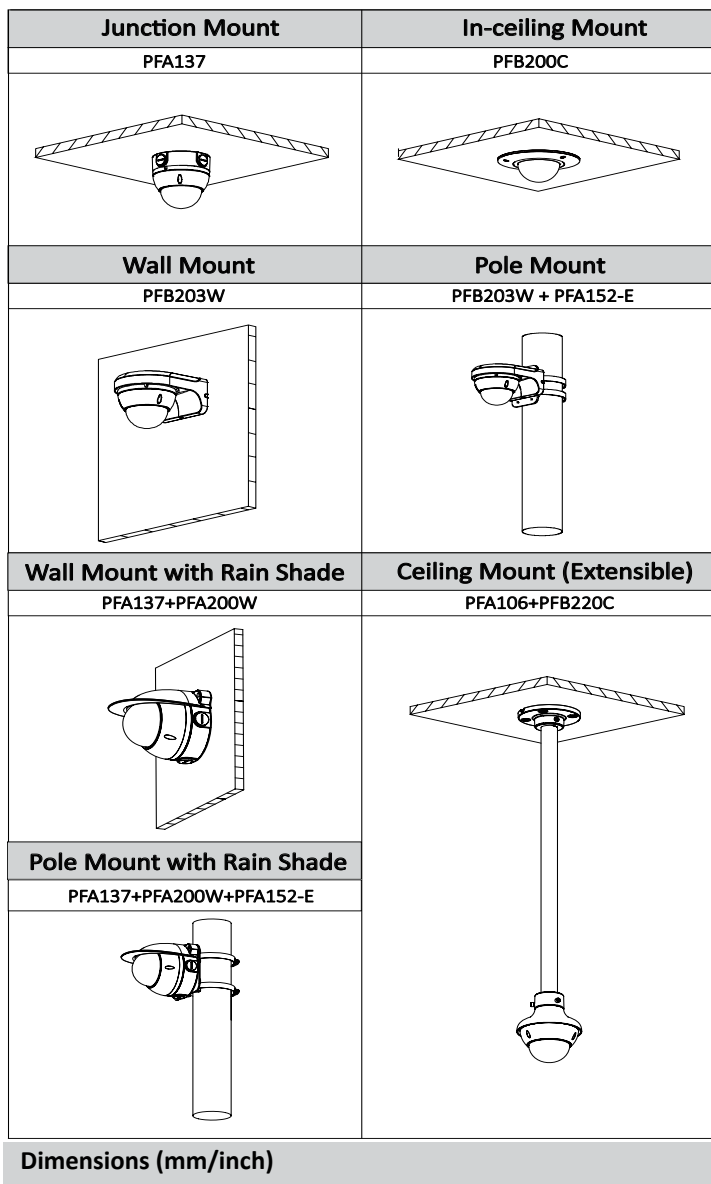 Junction Mount
In-ceiling Mount
PFA137
PFB200C
Wall Mount
Pole Mount
PFB203W
PFB203W + PFA152-E
Wall Mount with Rain Shade
Ceiling Mount (Extensible)
PFA137+PFA200W
PFA106+PFB220C
Pole Mount with Rain Shade
PFA137+PFA200W+PFA152-E
Dimensions (mm/inch)